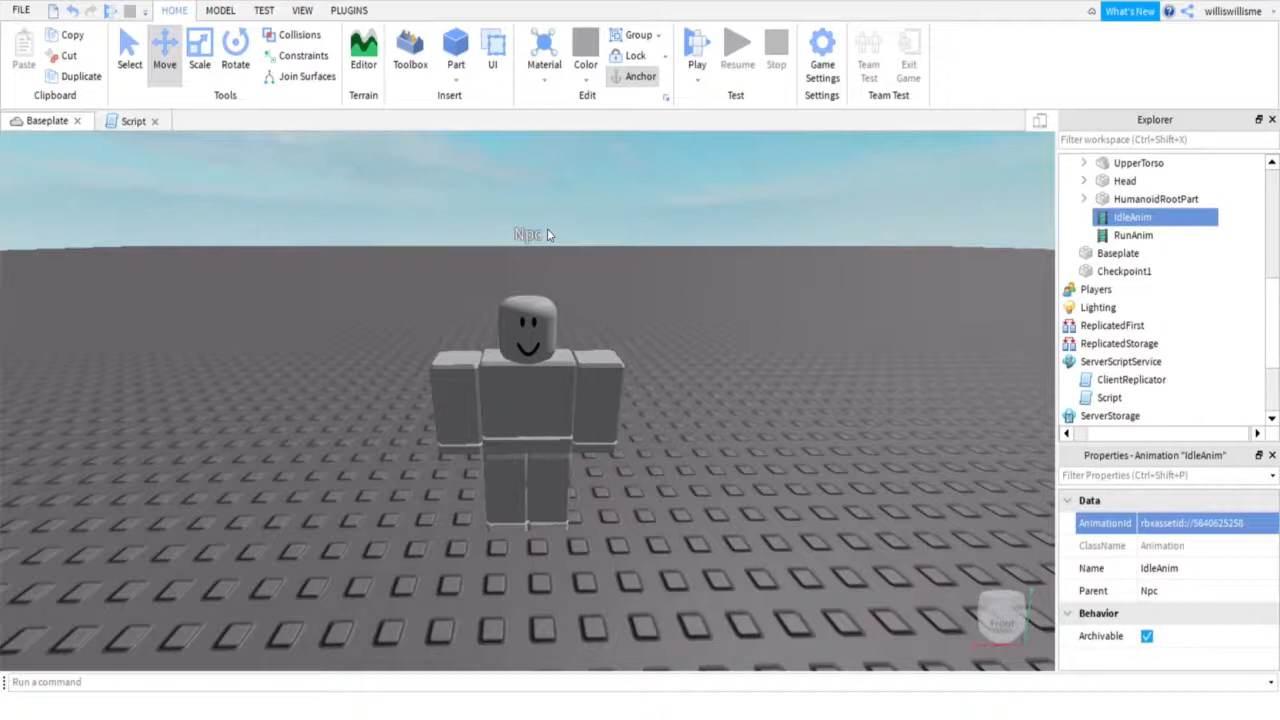 FILE HOME MODEL TEST VIEW PLUGINS What's New williswillisme
Paste Copy Cut Duplicate Clipboard
Select Move Scale Rotate Collisions Constraints Join Surfaces Tools
Editor Terrain
Toolbox Part UI Insert
Material Color Group Lock Anchor Edit
Play Resume Stop Test
Game Settings Settings
Team Test Exit Game Team Test
Baseplate Script
Npc
Front
Explorer
Filter workspace (Ctrl+Shift+X)
UpperTorso
Head
HumanoidRootPart
IdleAnim
RunAnim
Baseplate
Checkpoint1
Players
Lighting
ReplicatedFirst
ReplicatedStorage
ServerScriptService
ClientReplicator
Script
ServerStorage
Properties - Animation "IdleAnim"
Filter Properties (Ctrl+Shift+P)
Data
AnimationId rbxassetid://5640625258
ClassName Animation
Name IdleAnim
Parent Npc
Behavior
Archivable
Run a command